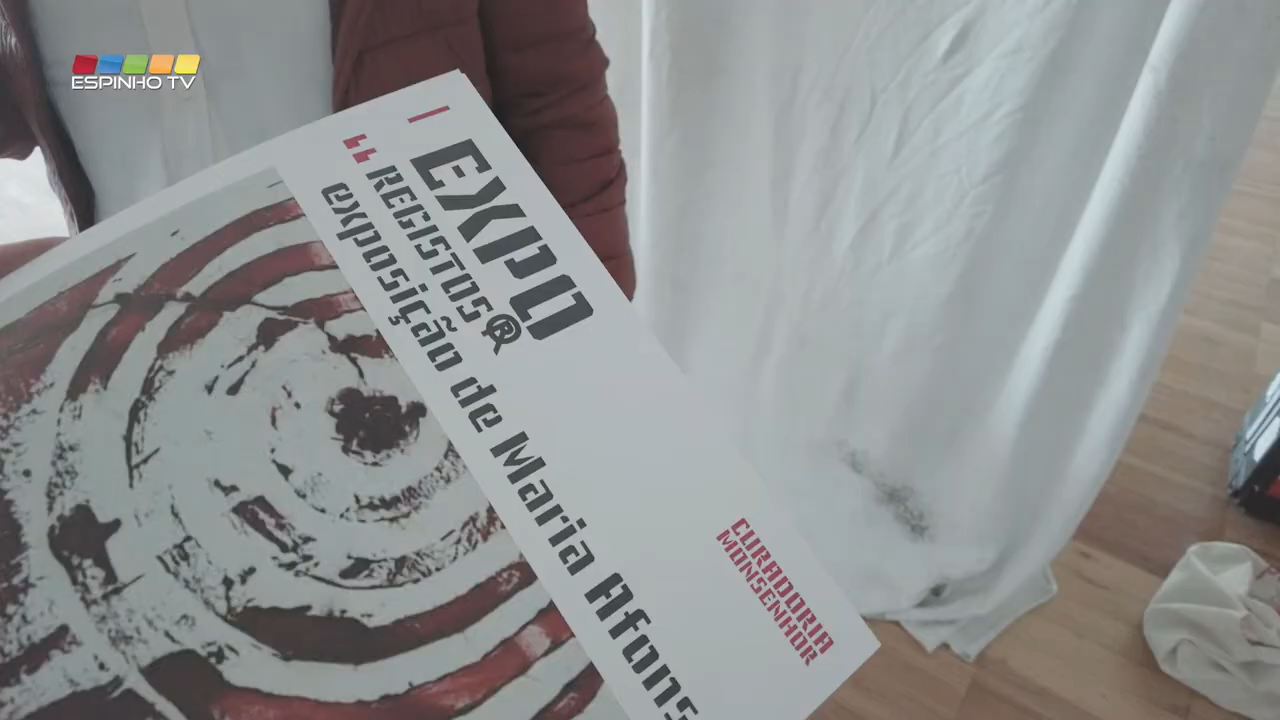 ESPINHO TV
EXPO
“REGISTOS®
exposição de Maria Afons
CURADORIA
MONSENHOR